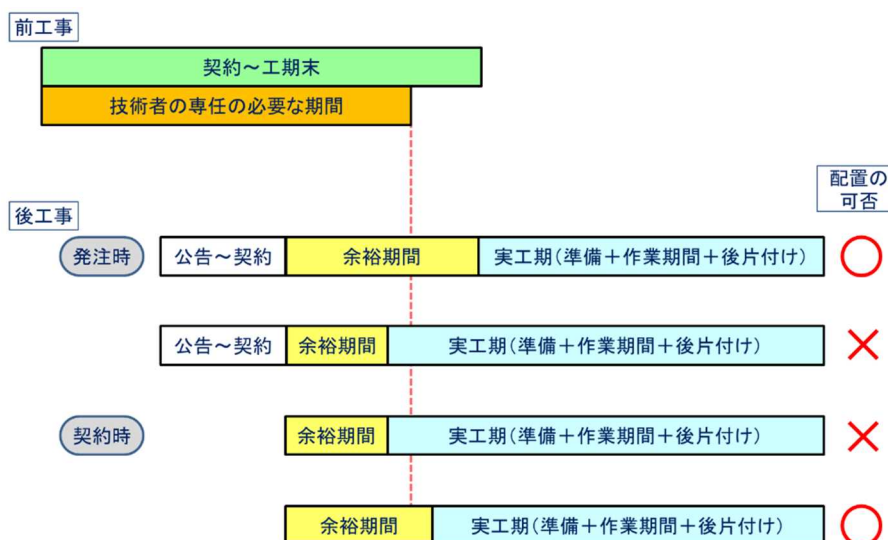 前工事
契約～工期末
技術者の専任の必要な期間
配置の
可否
後工事
発注時
公告～契約
余裕期間
実工期(準備＋作業期間＋後片付け)
公告～契約
余裕期間
実工期(準備＋作業期間＋後片付け)
契約時
余裕期間
実工期(準備＋作業期間＋後片付け)
余裕期間
実工期(準備＋作業期間＋後片付け)